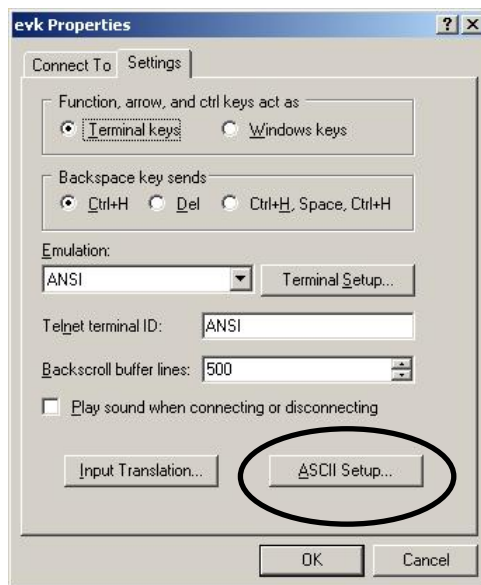 evk Properties
Connect To Settings
Function, arrow, and ctrl keys act as
Terminal keys Windows keys
Backspace key sends
Ctrl+H Del Ctrl+H, Space, Ctrl+H
Emulation:
ANSI Terminal Setup...
Telnet terminal ID: ANSI
Backscroll buffer lines: 500
Play sound when connecting or disconnecting
Input Translation... ASCII Setup...
OK Cancel